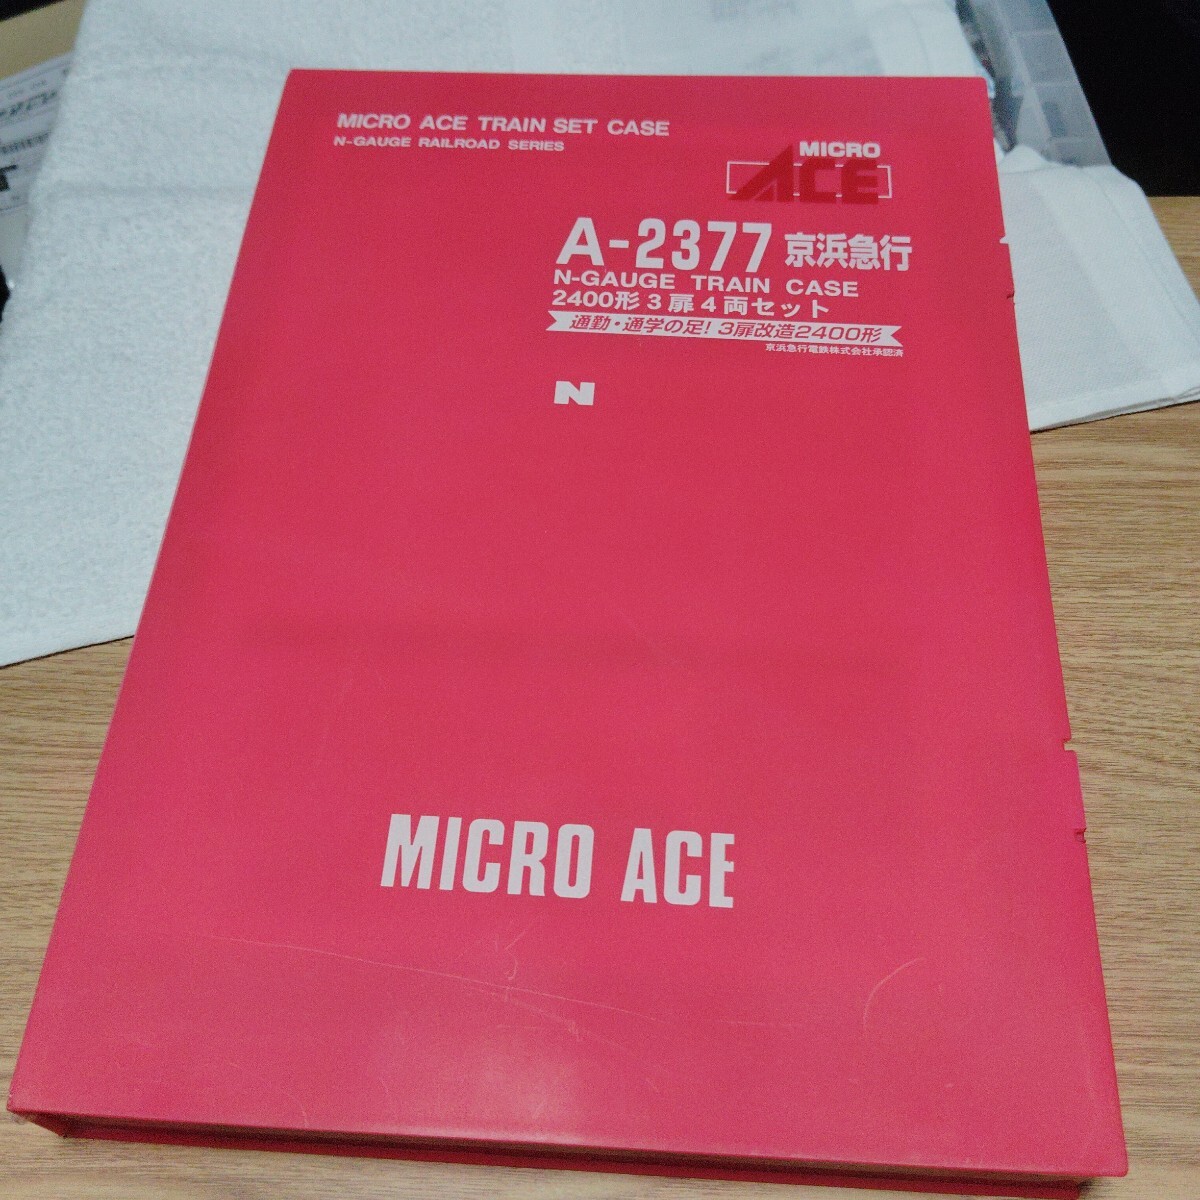 MICRO ACE TRAIN SET CASE
N-GAUGE RAILROAD SERIES
MICRO
ACE
A-2377 京浜急行
N-GAUGE TRAIN CASE
2400形3扉4両セット
通勤・通学の足!3扉改造2400形
京浜急行電鉄株式会社承認済
N
MICRO ACE